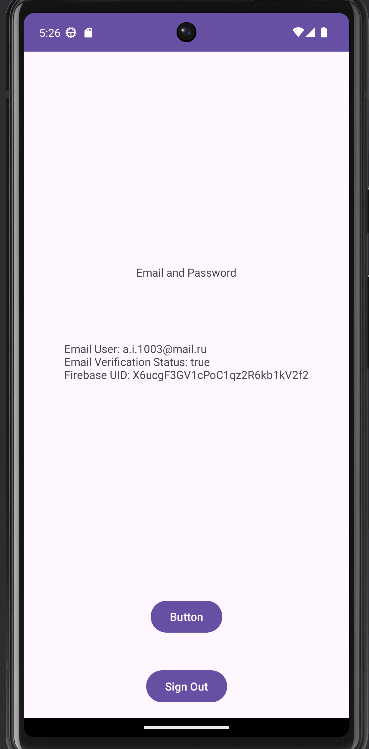 5:26
Email and Password
Email User: a.i.1003@mail.ru
Email Verification Status: true
Firebase UID: X6ucgF3GV1cPoC1qz2R6kb1kV2f2
Button
Sign Out